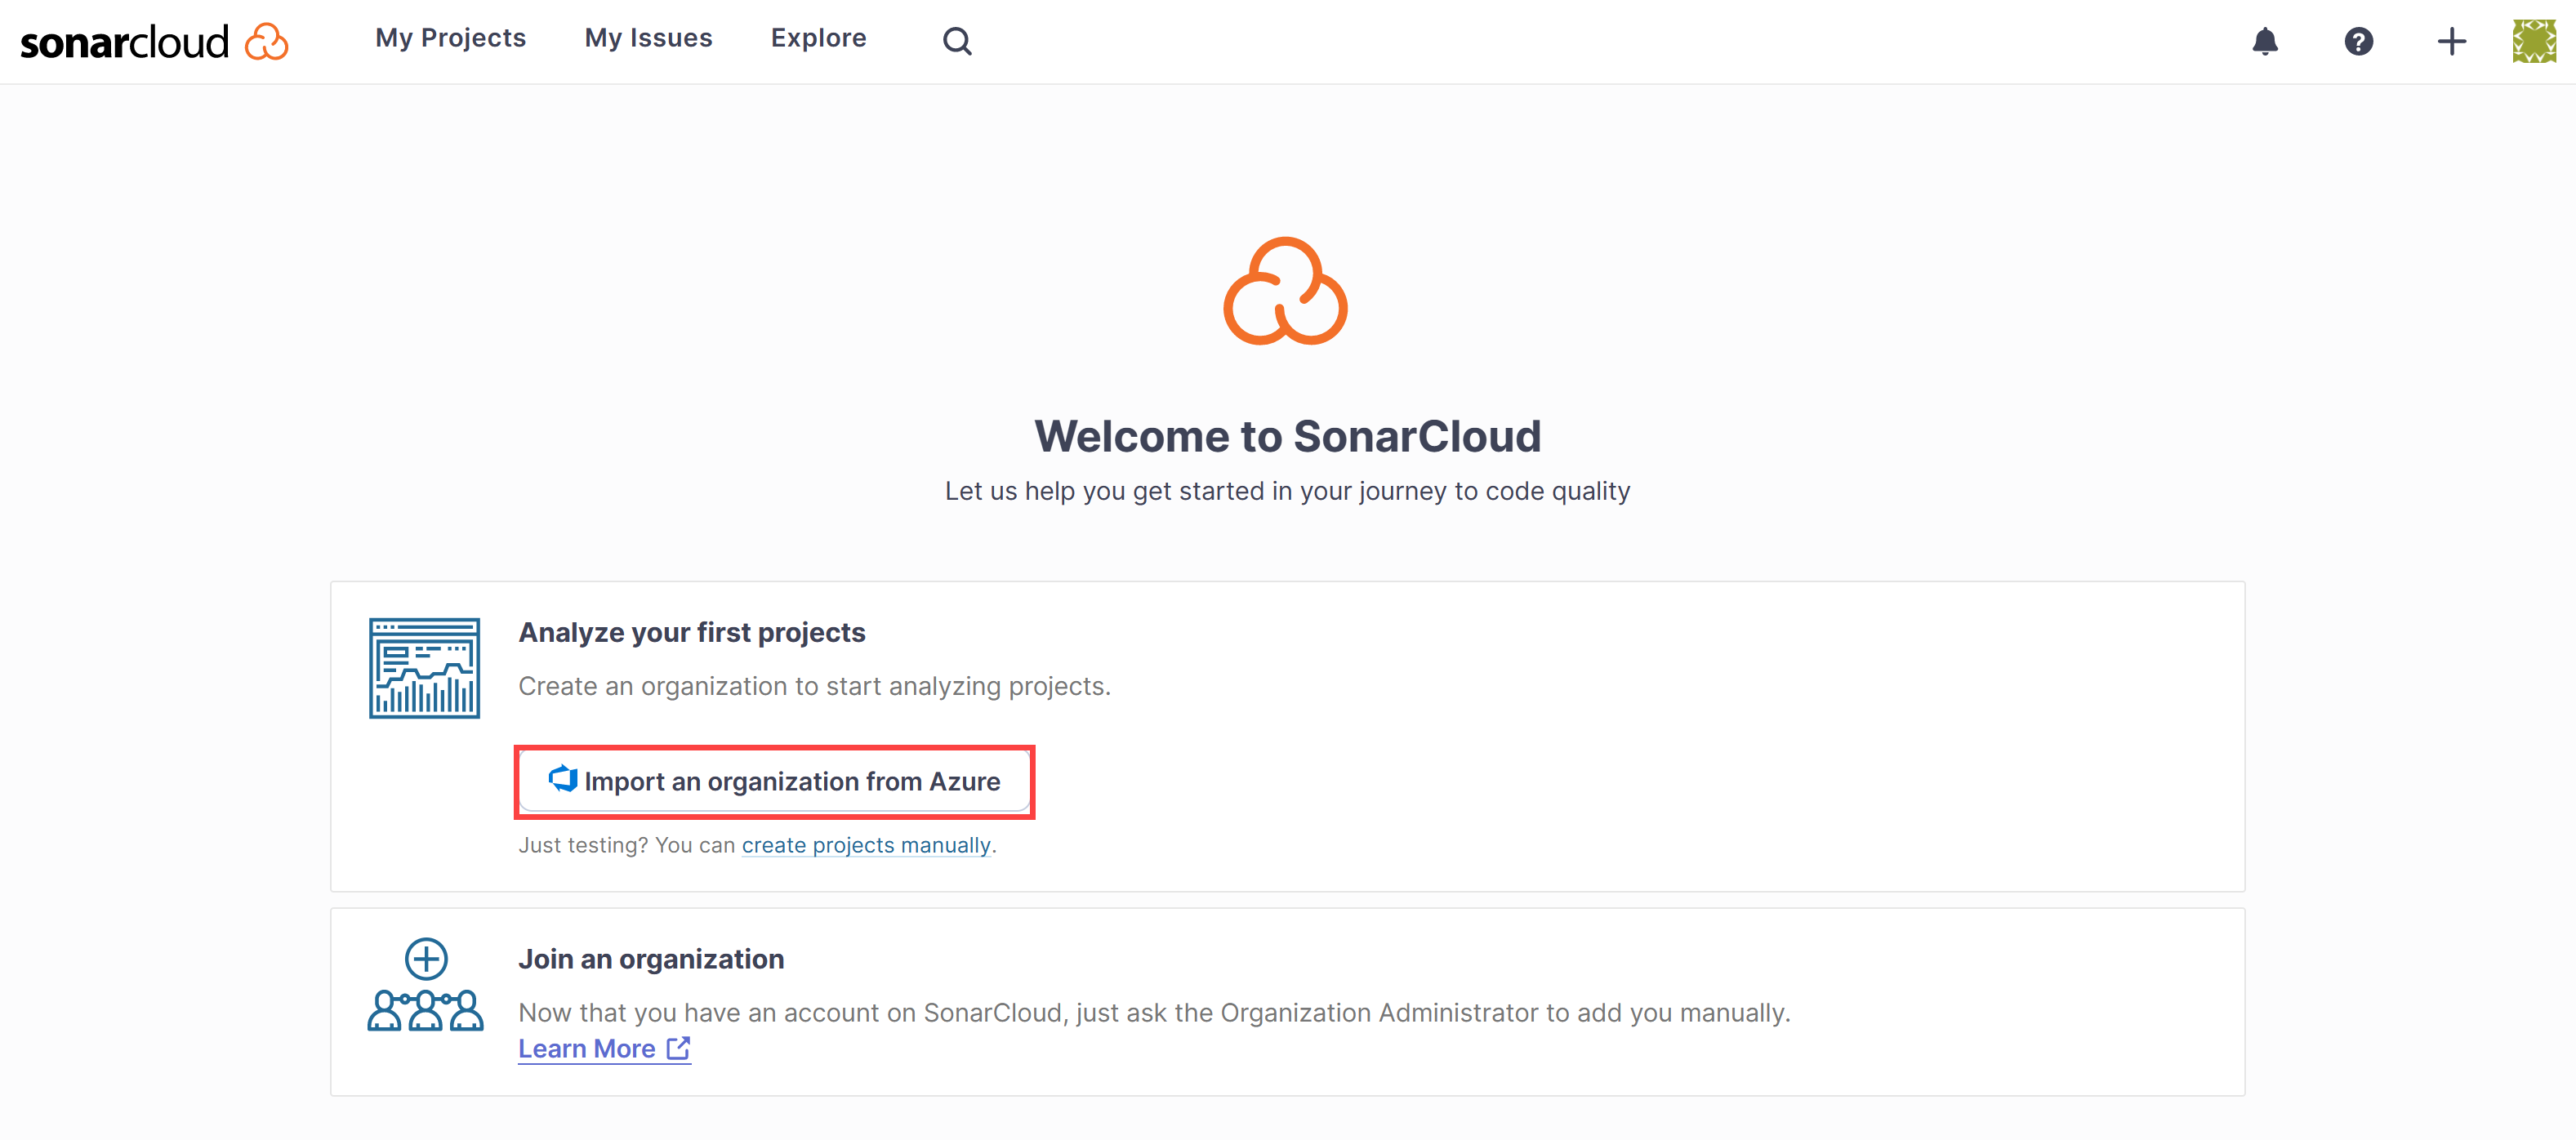 sonarcloud
My Projects My Issues Explore
Welcome to SonarCloud
Let us help you get started in your journey to code quality
Analyze your first projects
Create an organization to start analyzing projects.
Import an organization from Azure
Just testing? You can create projects manually.
Join an organization
Now that you have an account on SonarCloud, just ask the Organization Administrator to add you manually.
Learn More